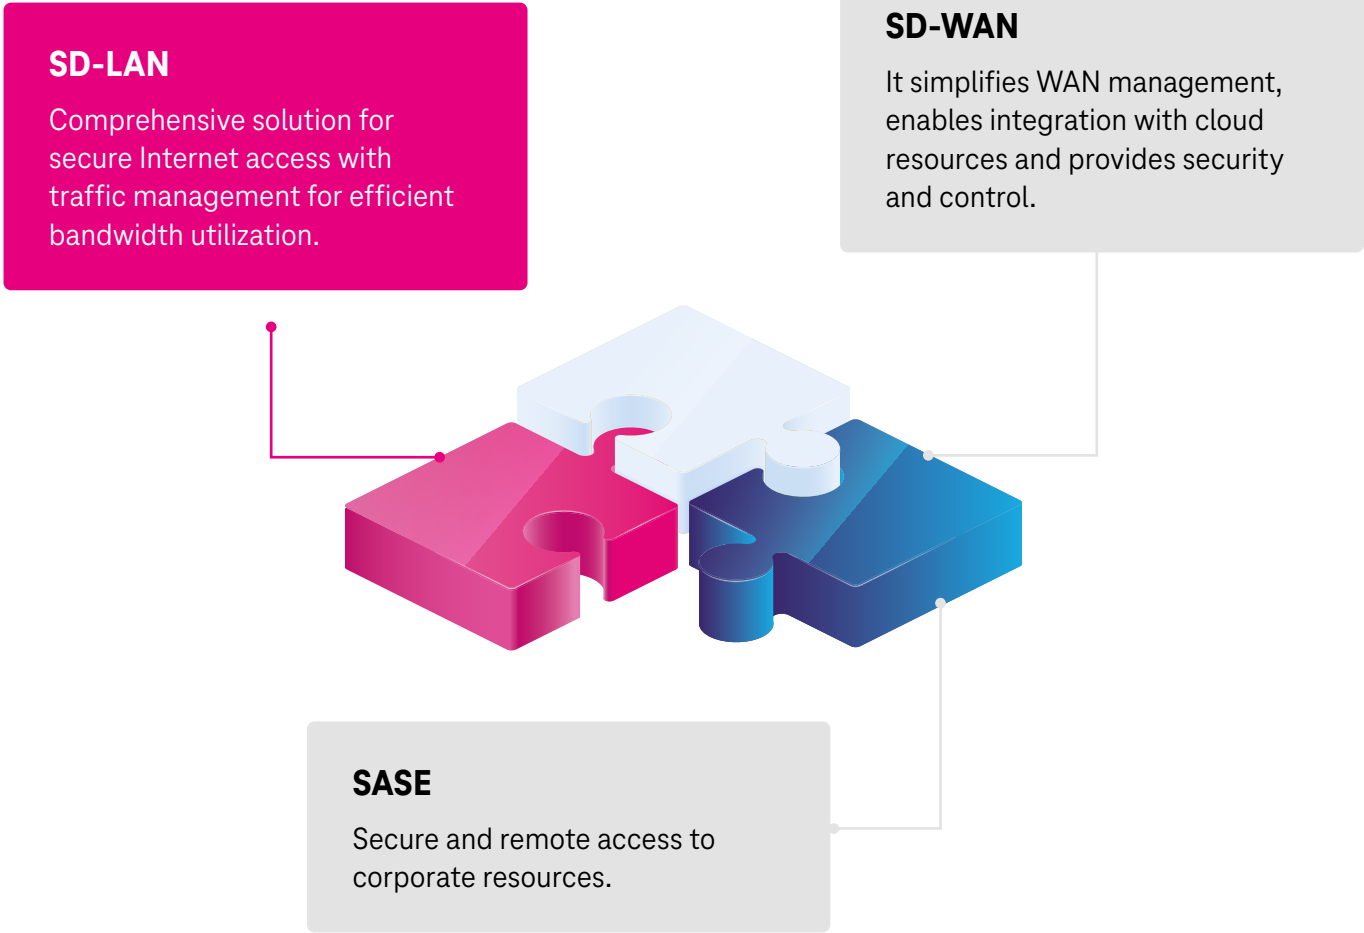 SD-LAN
Comprehensive solution for
secure Internet access with
traffic management for efficient
bandwidth utilization.
SD-WAN
It simplifies WAN management,
enables integration with cloud
resources and provides security
and control.
SASE
Secure and remote access to
corporate resources.